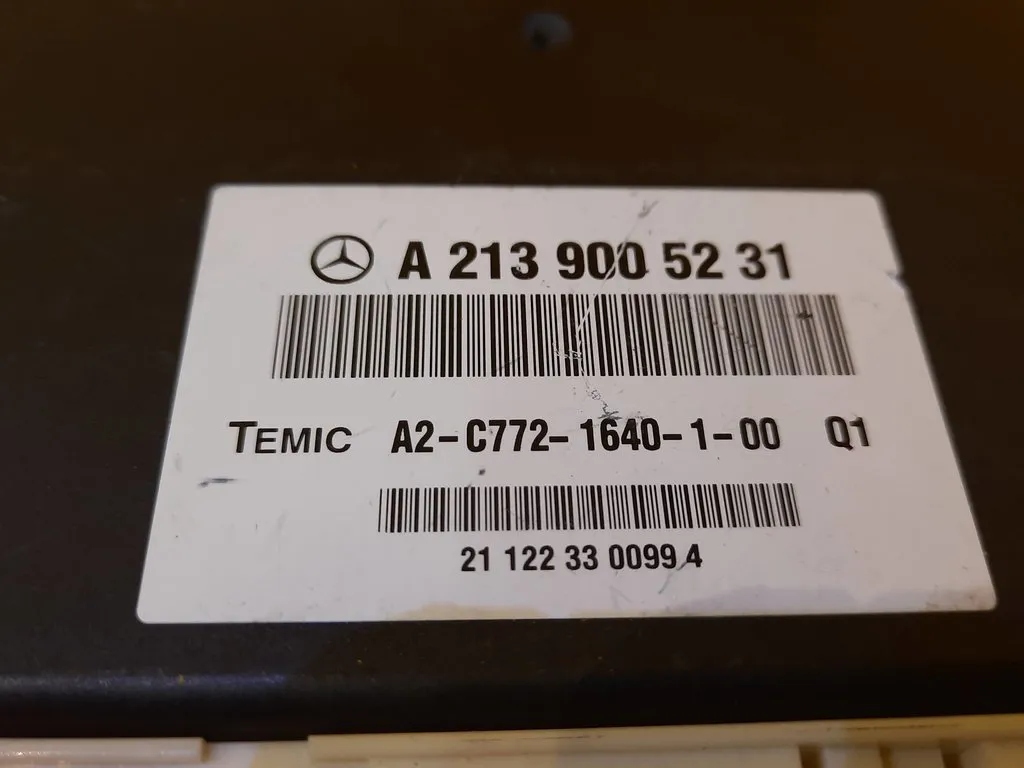 A 213 900 52 31
TEMIC A2-C772-1640-1-00 Q1
21 122 33 0099 4